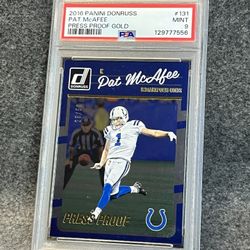 2016 PANINI DONRUSS #131
PAT McAFEE MINT
PRESS PROOF GOLD 9
PSA 129777556
DONRUSS
K
PAT McAFEE
INDIANAPOLIS COLTS
1
PRESS PROOF